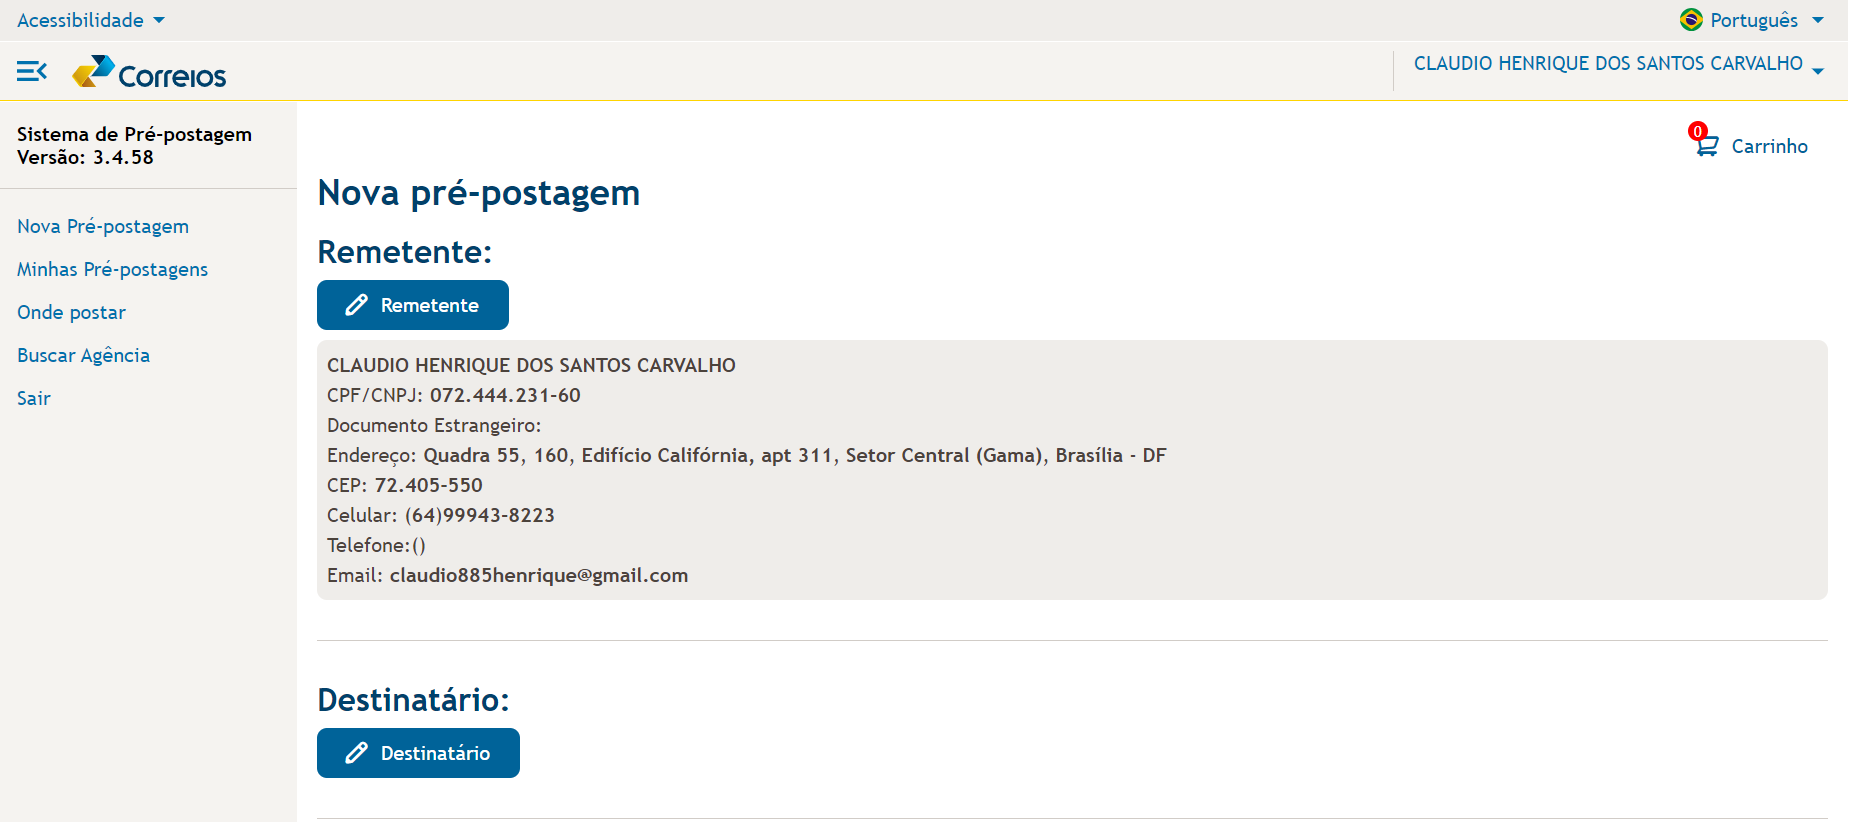 Acessibilidade
Português
Correios
CLAUDIO HENRIQUE DOS SANTOS CARVALHO
Sistema de Pré-postagem
Versão: 3.4.58
0
Carrinho
Nova Pré-postagem
Minhas Pré-postagens
Onde postar
Buscar Agência
Sair
Nova pré-postagem
Remetente:
Remetente
CLAUDIO HENRIQUE DOS SANTOS CARVALHO
CPF/CNPJ: 072.444.231-60
Documento Estrangeiro:
Endereço: Quadra 55, 160, Edifício Califórnia, apt 311, Setor Central (Gama), Brasília - DF
CEP: 72.405-550
Celular: (64)99943-8223
Telefone:()
Email: claudio885henrique@gmail.com
Destinatário:
Destinatário